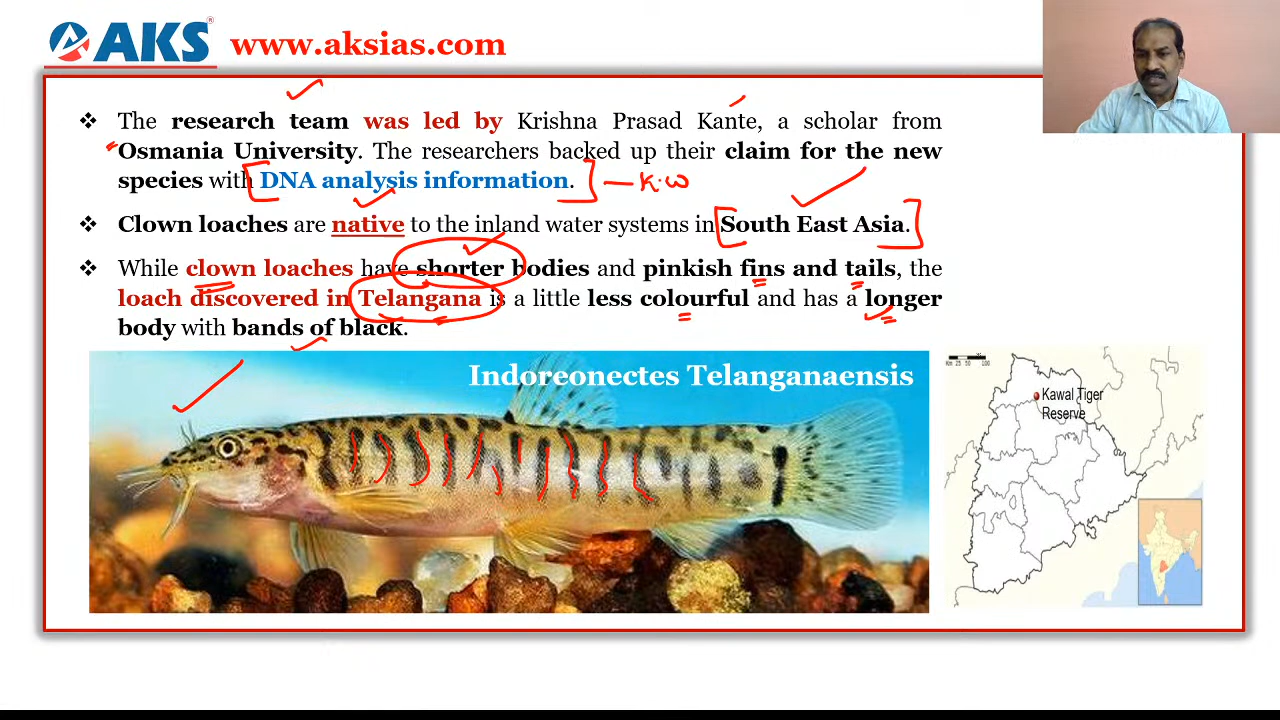 AKS www.aksias.com
❖ The research team was led by Krishna Prasad Kante, a scholar from
Osmania University. The researchers backed up their claim for the new
species with DNA analysis information. K.W
❖ Clown loaches are native to the inland water systems in South East Asia.
❖ While clown loaches have shorter bodies and pinkish fins and tails, the
loach discovered in Telangana is a little less colourful and has a longer
body with bands of black.
Indoreonectes Telanganaensis
Km 25 50 100
Kawal Tiger
Reserve